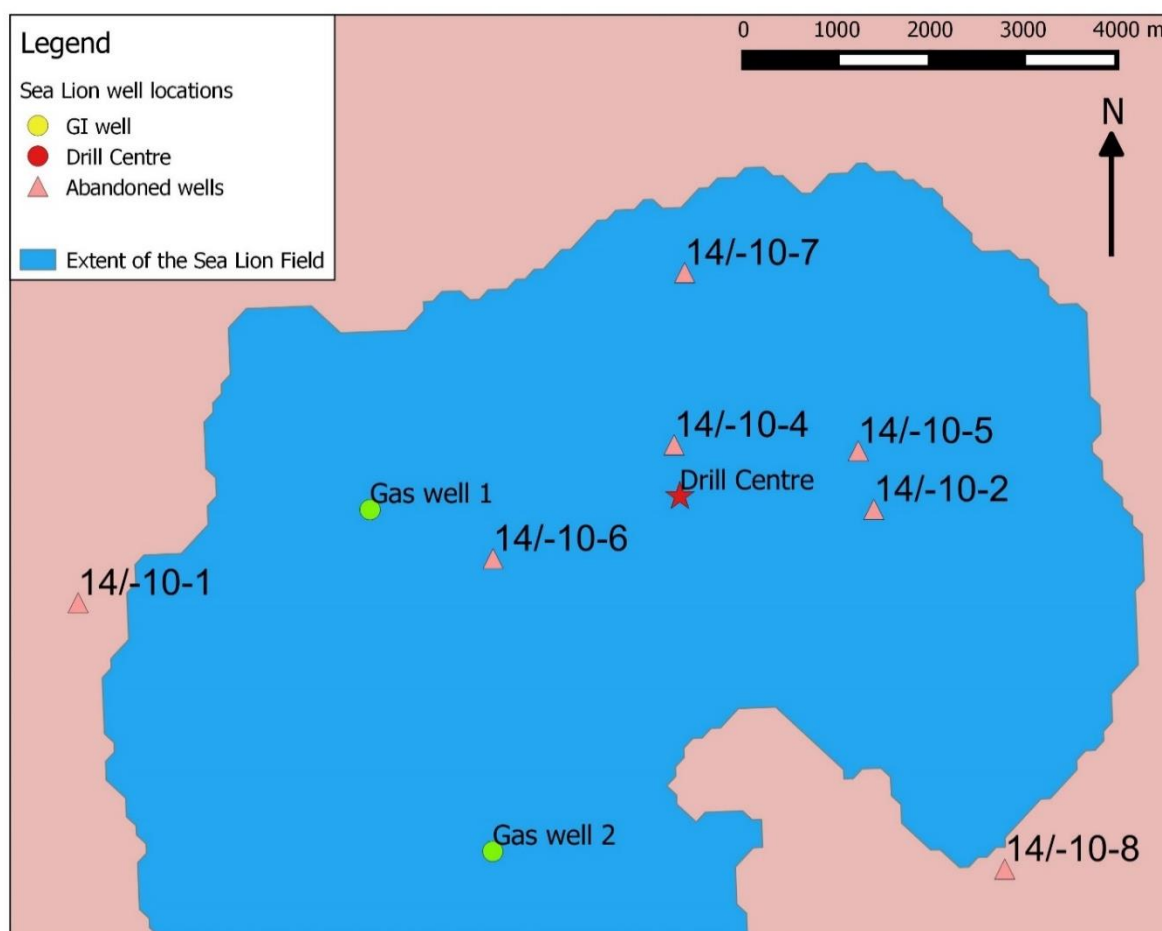 Legend
Sea Lion well locations
GI well
Drill Centre
Abandoned wells
Extent of the Sea Lion Field
0 1000 2000 3000 4000 m
N
14/-10-7
14/-10-4
14/-10-5
Drill Centre
14/-10-2
Gas well 1
14/-10-6
14/-10-1
Gas well 2
14/-10-8